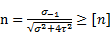 n = σ₋₁ / √(σ² + 4τ²) ≥ [n]